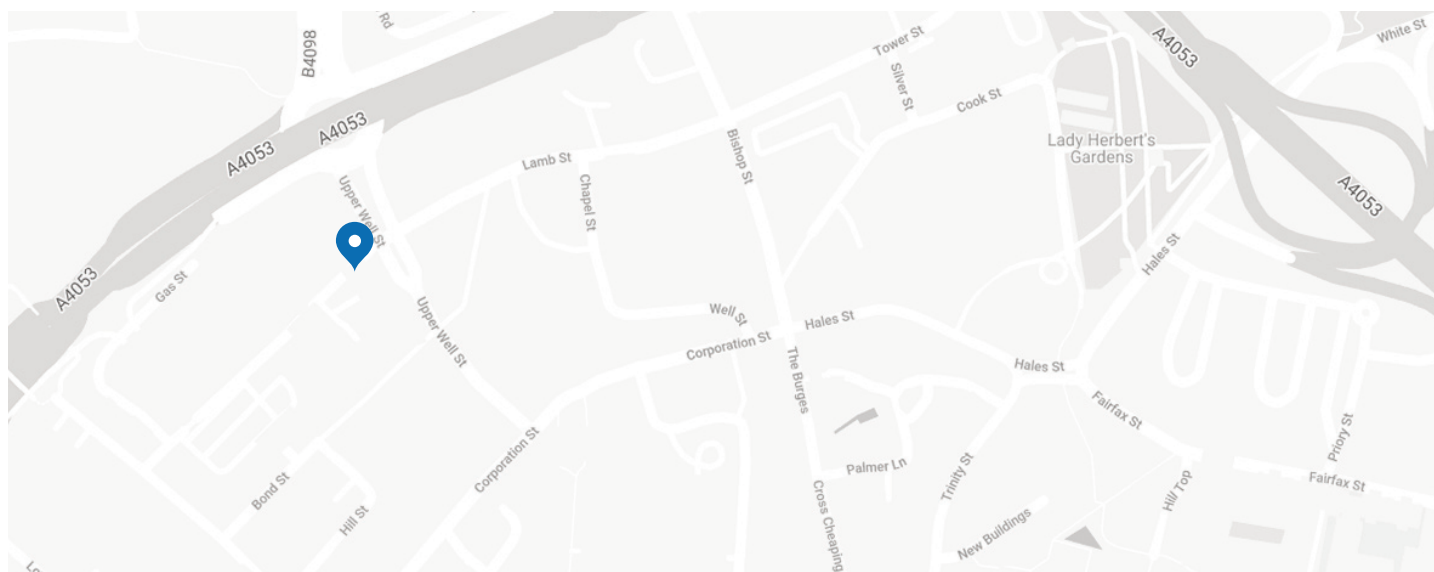 Rd
B4098
A4053
White St
Tower St
Silver St
Cook St
A4053
A4053
Lamb St
Bishop St
Lady Herbert's
Gardens
A4053
Upper Well St
Chapel St
Hales St
A4053
Gas St
Upper Well St
Well St
Hales St
Corporation St
The Burges
Hales St
Fairfax St
Priory St
Corporation St
Palmer Ln
Trinity St
Bond St
Hill St
Cross Cheaping
Hill Top
Fairfax St
New Buildings